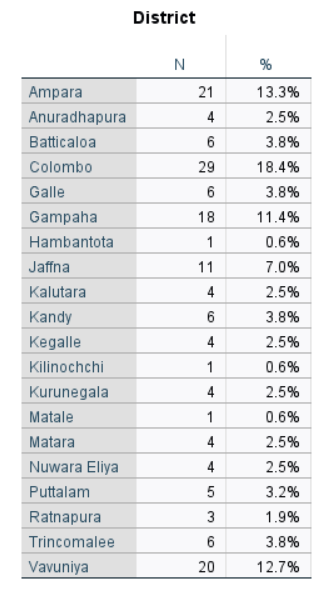 District
N %
Ampara 21 13.3%
Anuradhapura 4 2.5%
Batticaloa 6 3.8%
Colombo 29 18.4%
Galle 6 3.8%
Gampaha 18 11.4%
Hambantota 1 0.6%
Jaffna 11 7.0%
Kalutara 4 2.5%
Kandy 6 3.8%
Kegalle 4 2.5%
Kilinochchi 1 0.6%
Kurunegala 4 2.5%
Matale 1 0.6%
Matara 4 2.5%
Nuwara Eliya 4 2.5%
Puttalam 5 3.2%
Ratnapura 3 1.9%
Trincomalee 6 3.8%
Vavuniya 20 12.7%